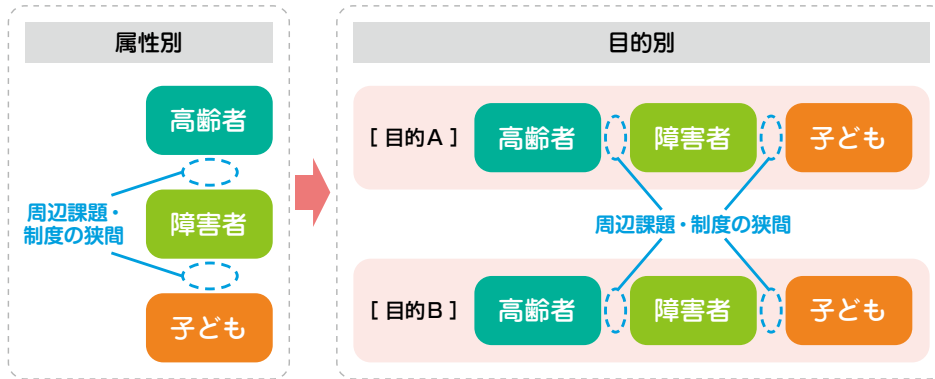 属性別
高齢者
周辺課題・
制度の狭間
障害者
子ども
目的別
[ 目的A ]
高齢者
障害者
子ども
周辺課題・制度の狭間
[ 目的B ]
高齢者
障害者
子ども